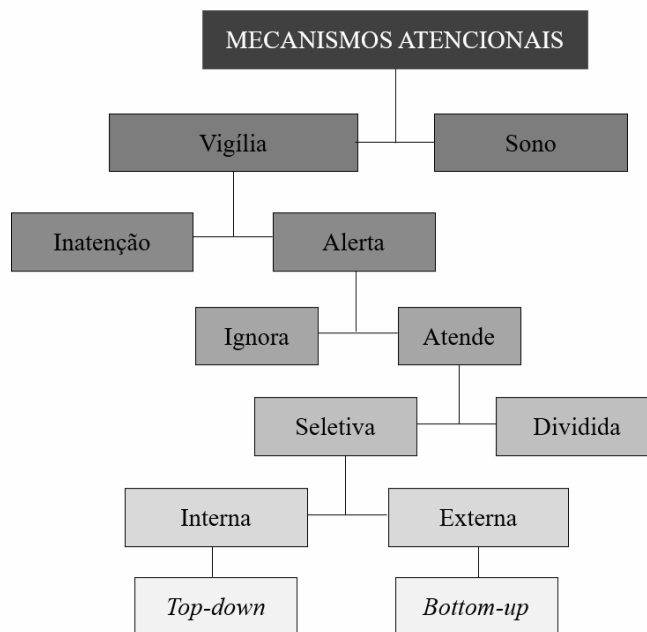 MECANISMOS ATENCIONAIS
Vigília
Sono
Inatenção
Alerta
Ignora
Atende
Seletiva
Dividida
Interna
Externa
Top-down
Bottom-up